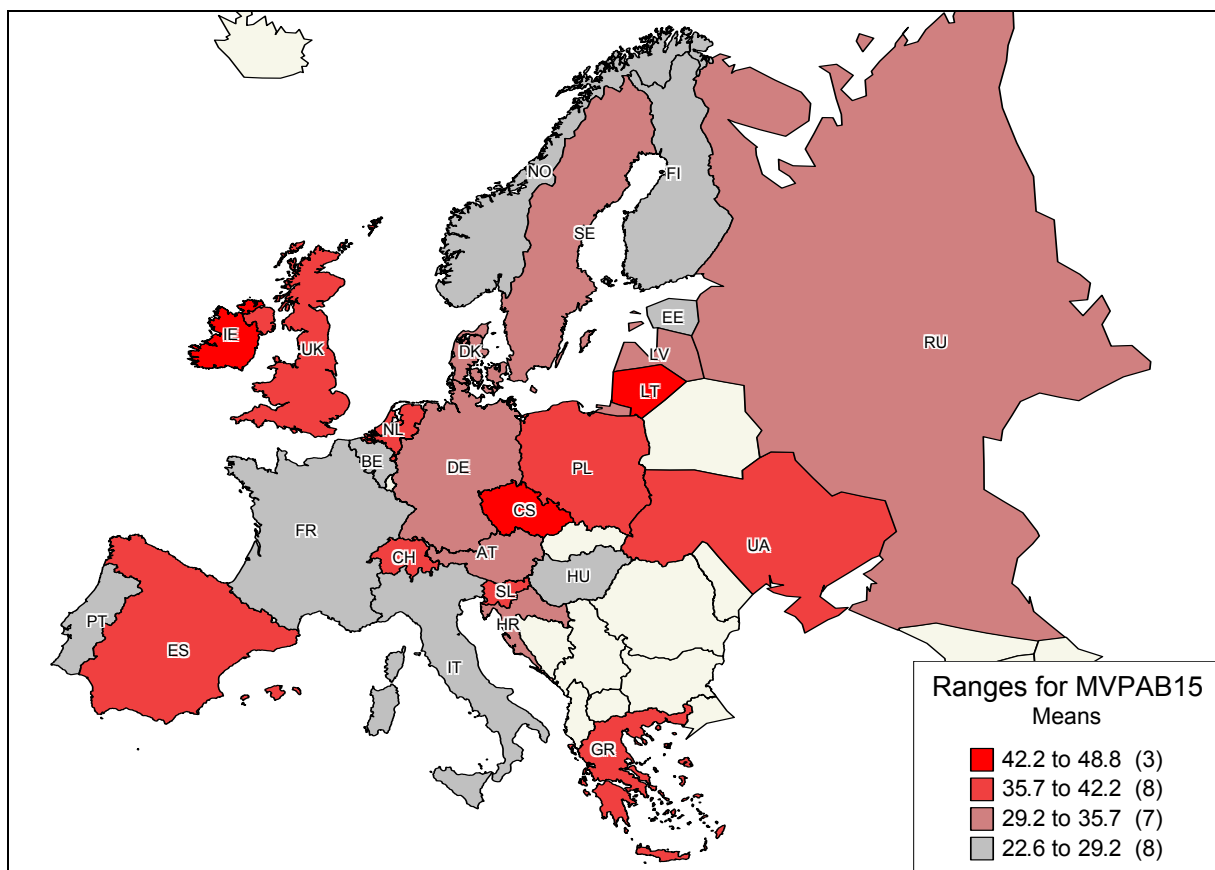 NO
FI
SE
EE
RU
IE
DK
LV
UK
LT
NL
BE
DE
PL
CS
FR
UA
CH
AT
HU
SL
PT
HR
ES
IT
GR
Ranges for MVPAB15
Means
42.2 to 48.8 (3)
35.7 to 42.2 (8)
29.2 to 35.7 (7)
22.6 to 29.2 (8)